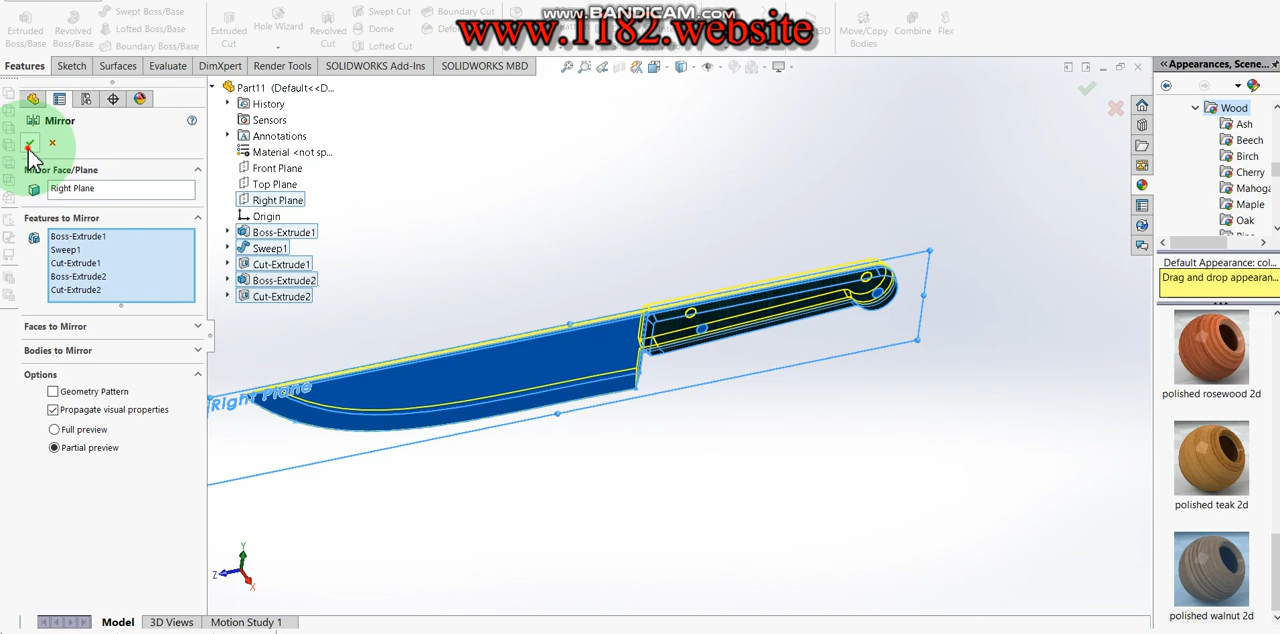 www.BANDICAM.com
www.1182.website
Extruded Boss/Base
Revolved Boss/Base
Swept Boss/Base
Lofted Boss/Base
Boundary Boss/Base
Extruded Cut
Hole Wizard
Revolved Cut
Swept Cut
Dome
Lofted Cut
Boundary Cut
Move/Copy Bodies
Combine
Flex
Features
Sketch
Surfaces
Evaluate
DimXpert
Render Tools
SOLIDWORKS Add-Ins
SOLIDWORKS MBD
Mirror
Mirror Face/Plane
Right Plane
Features to Mirror
Boss-Extrude1
Sweep1
Cut-Extrude1
Boss-Extrude2
Cut-Extrude2
Faces to Mirror
Bodies to Mirror
Options
Geometry Pattern
Propagate visual properties
Full preview
Partial preview
Part11 (Default<<D...
History
Sensors
Annotations
Material <not sp...
Front Plane
Top Plane
Right Plane
Origin
Boss-Extrude1
Sweep1
Cut-Extrude1
Boss-Extrude2
Cut-Extrude2
Right Plane
Y
Z
X
Appearances, Scene...
Wood
Ash
Beech
Birch
Cherry
Mahoga
Maple
Oak
Default Appearance: col...
Drag and drop appearan...
polished rosewood 2d
polished teak 2d
polished walnut 2d
Model
3D Views
Motion Study 1